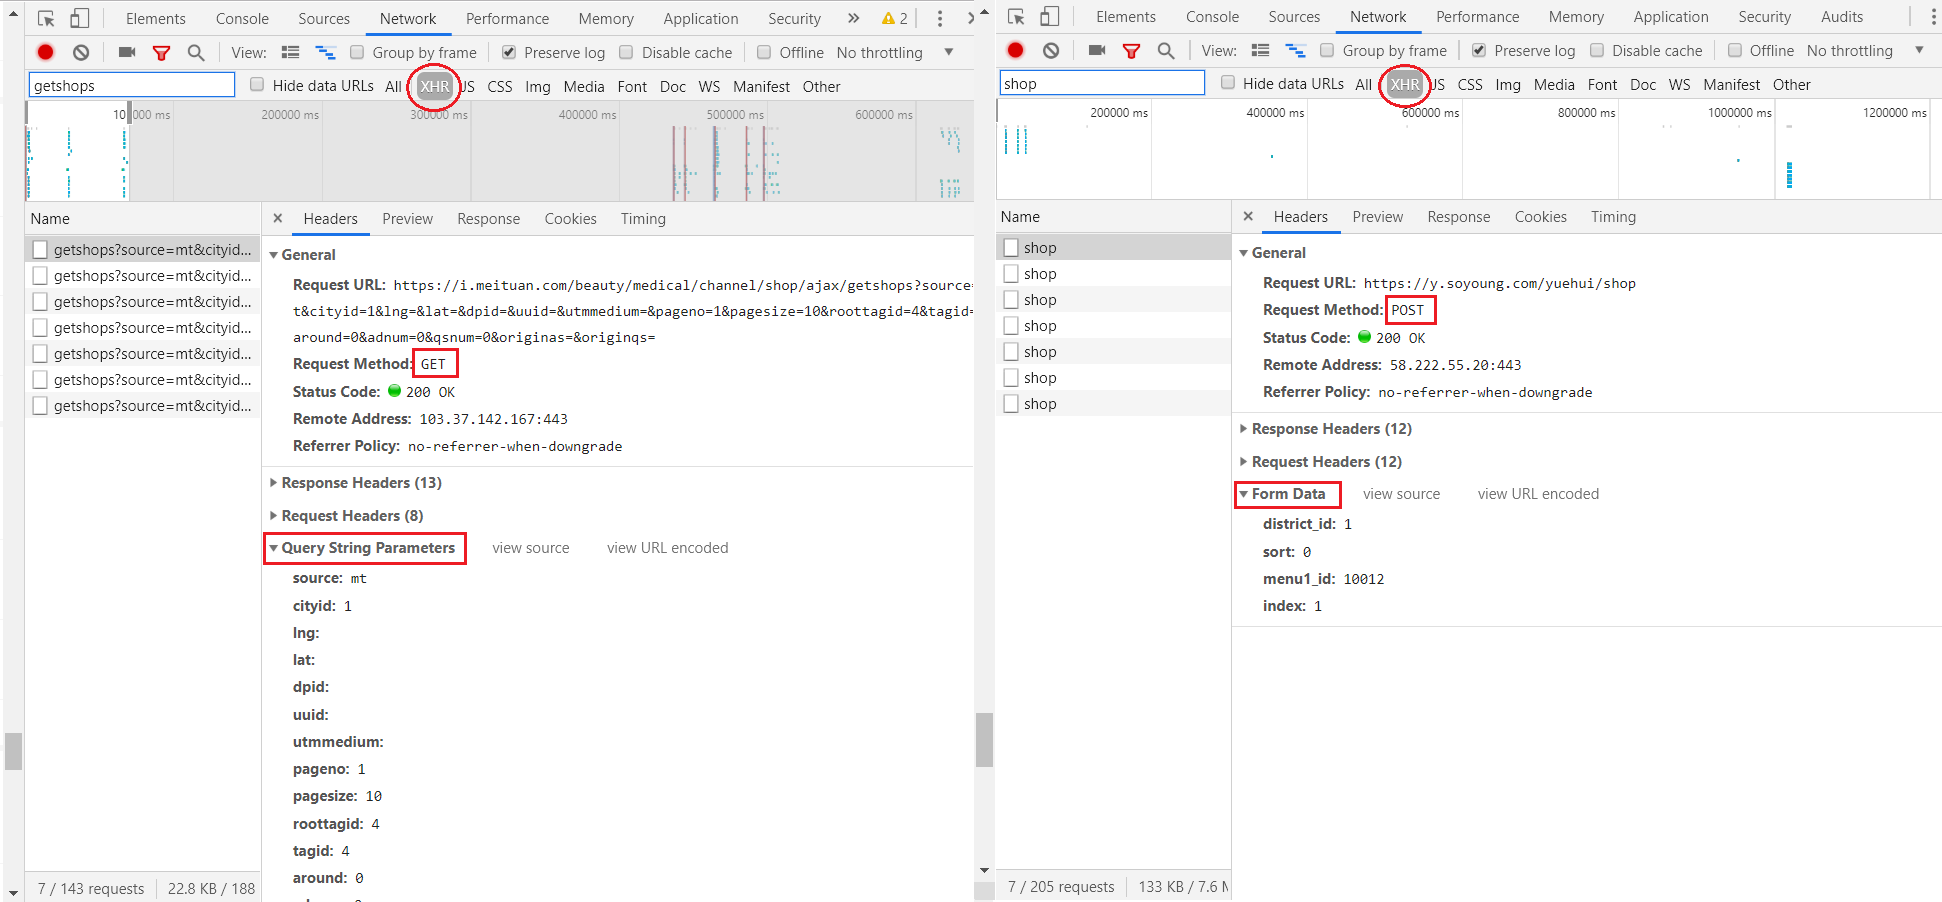 Elements Console Sources Network Performance Memory Application Security » 2
View: Group by frame Preserve log Disable cache Offline No throttling
getshops Hide data URLs All XHR JS CSS Img Media Font Doc WS Manifest Other
100000 ms 200000 ms 300000 ms 400000 ms 500000 ms 600000 ms
Name
getshops?source=mt&cityid...
getshops?source=mt&cityid...
getshops?source=mt&cityid...
getshops?source=mt&cityid...
getshops?source=mt&cityid...
getshops?source=mt&cityid...
getshops?source=mt&cityid...
7 / 143 requests 22.8 KB / 188
× Headers Preview Response Cookies Timing
General
Request URL: https://i.meituan.com/beauty/medical/channel/shop/ajax/getshops?source=
t&cityid=1&lng=&lat=&dpid=&uuid=&utmmedium=&pageno=1&pagesize=10&roottagid=4&tagid=
around=0&adnum=0&qsnum=0&originas=&originqs=
Request Method: GET
Status Code: 200 OK
Remote Address: 103.37.142.167:443
Referrer Policy: no-referrer-when-downgrade
Response Headers (13)
Request Headers (8)
Query String Parameters view source view URL encoded
source: mt
cityid: 1
lng:
lat:
dpid:
uuid:
utmmedium:
pageno: 1
pagesize: 10
roottagid: 4
tagid: 4
around: 0
Elements Console Sources Network Performance Memory Application Security Audits
View: Group by frame Preserve log Disable cache Offline No throttling
shop Hide data URLs All XHR JS CSS Img Media Font Doc WS Manifest Other
200000 ms 400000 ms 600000 ms 800000 ms 1000000 ms 1200000 ms
Name
shop
shop
shop
shop
shop
shop
shop
7 / 205 requests 133 KB / 7.6 M
× Headers Preview Response Cookies Timing
General
Request URL: https://y.soyoung.com/yuehui/shop
Request Method: POST
Status Code: 200 OK
Remote Address: 58.222.55.20:443
Referrer Policy: no-referrer-when-downgrade
Response Headers (12)
Request Headers (12)
Form Data view source view URL encoded
district_id: 1
sort: 0
menu1_id: 10012
index: 1